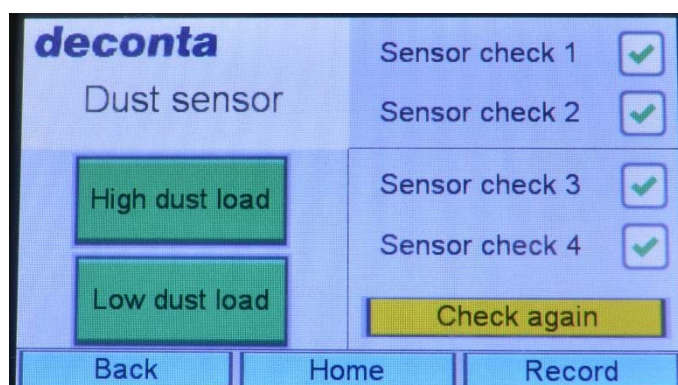 deconta
Dust sensor
High dust load
Low dust load
Sensor check 1
Sensor check 2
Sensor check 3
Sensor check 4
Check again
Back
Home
Record